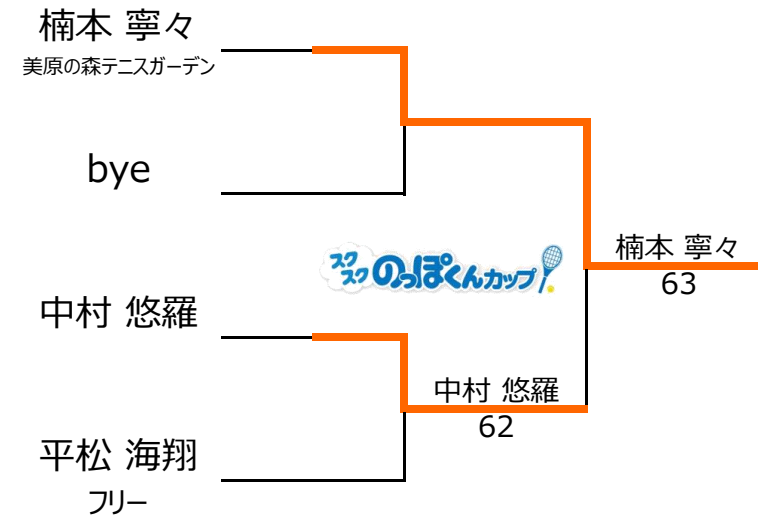 楠本 寧々
美原の森テニスガーデン
bye
スク
スク のっぽくんカップ
楠本 寧々
63
中村 悠羅
中村 悠羅
62
平松 海翔
フリー